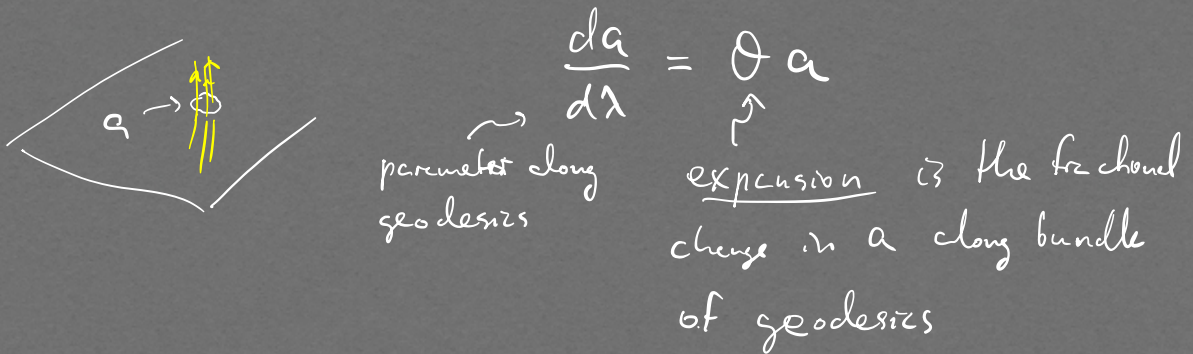 a
da/dλ = θ a
parameter along
geodesics
expansion is the fractional
change in a along bundle
of geodesics